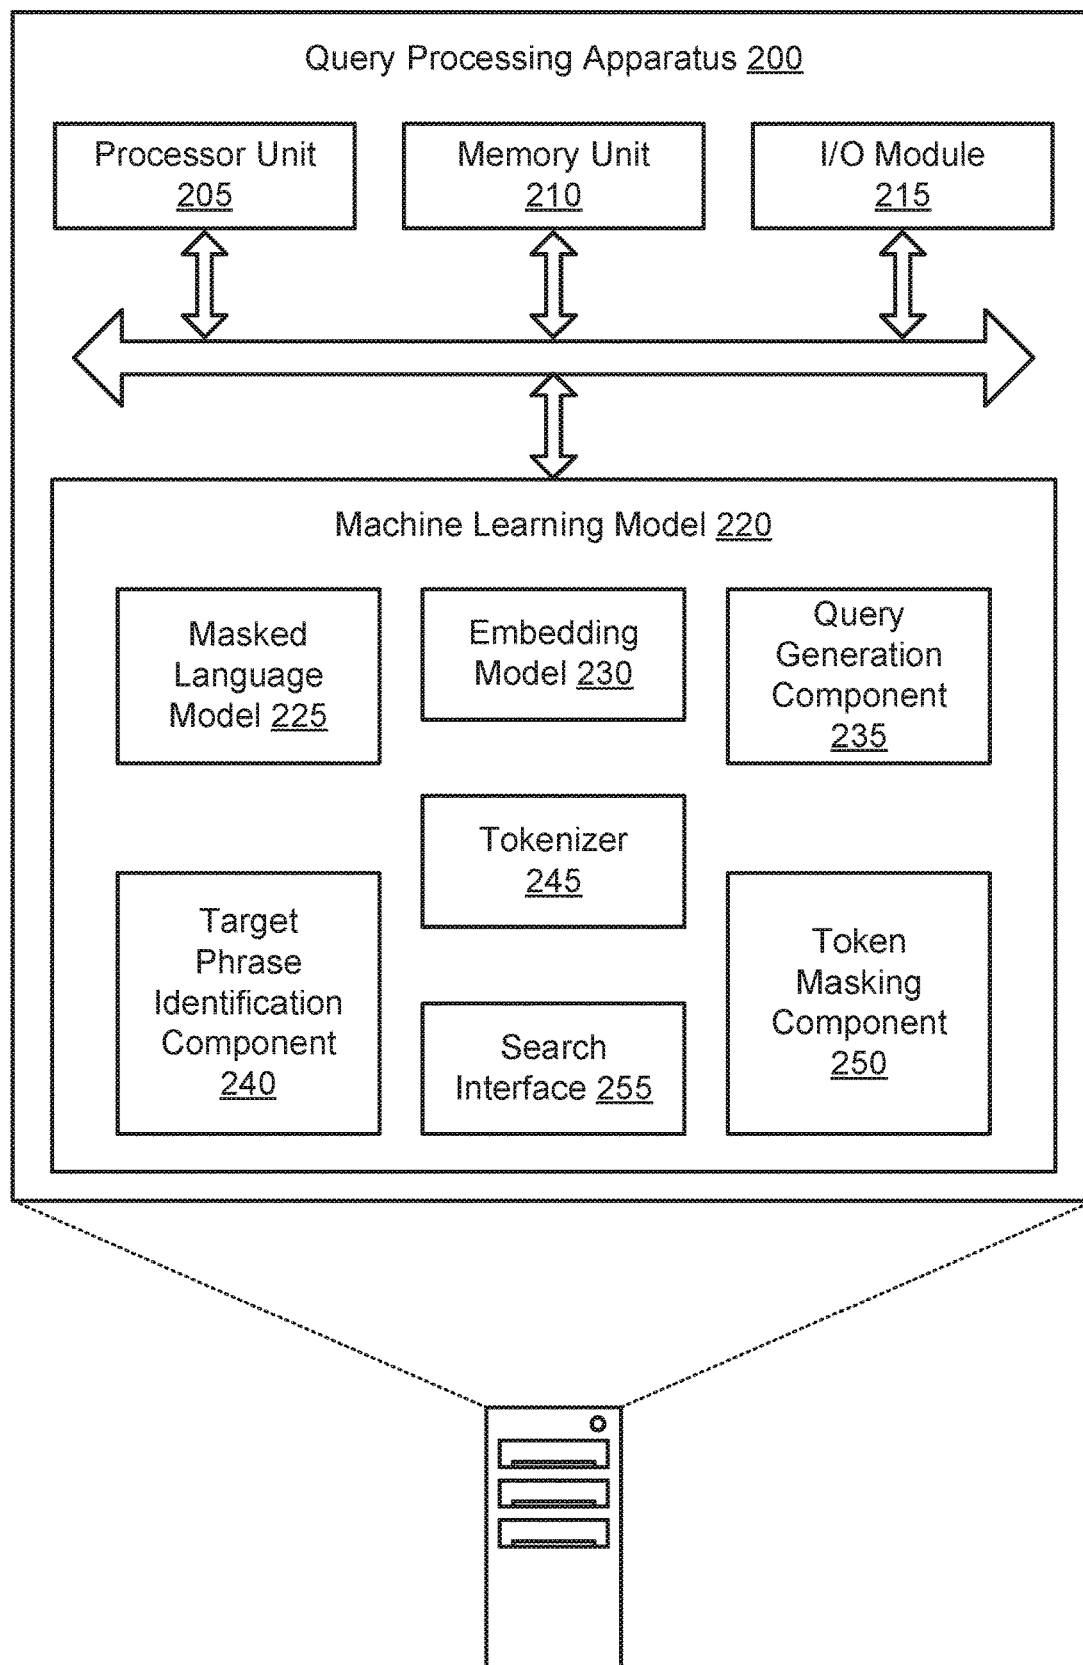 Query Processing Apparatus 200
Processor Unit
205
Memory Unit
210
I/O Module
215
Machine Learning Model 220
Masked
Language
Model 225
Embedding
Model 230
Query
Generation
Component
235
Tokenizer
245
Target
Phrase
Identification
Component
240
Search
Interface 255
Token
Masking
Component
250